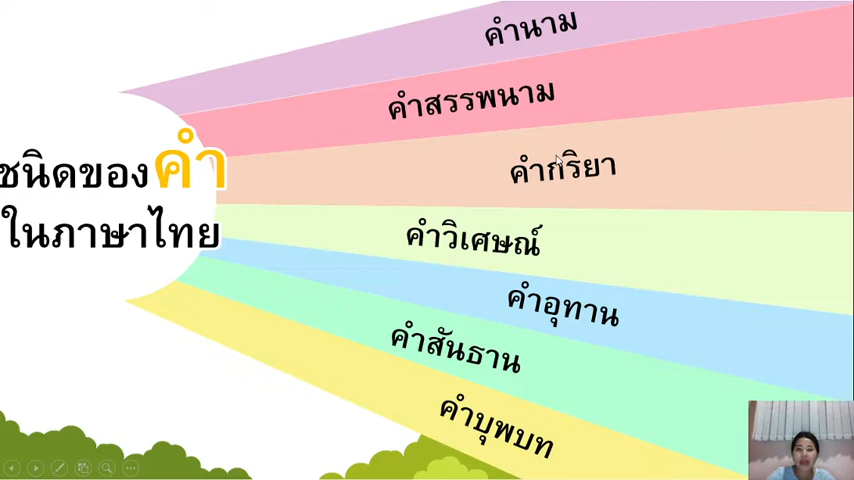 ชนิดของคำ
ในภาษาไทย
คำนาม
คำสรรพนาม
คำกริยา
คำวิเศษณ์
คำอุทาน
คำสันธาน
คำบุพบท